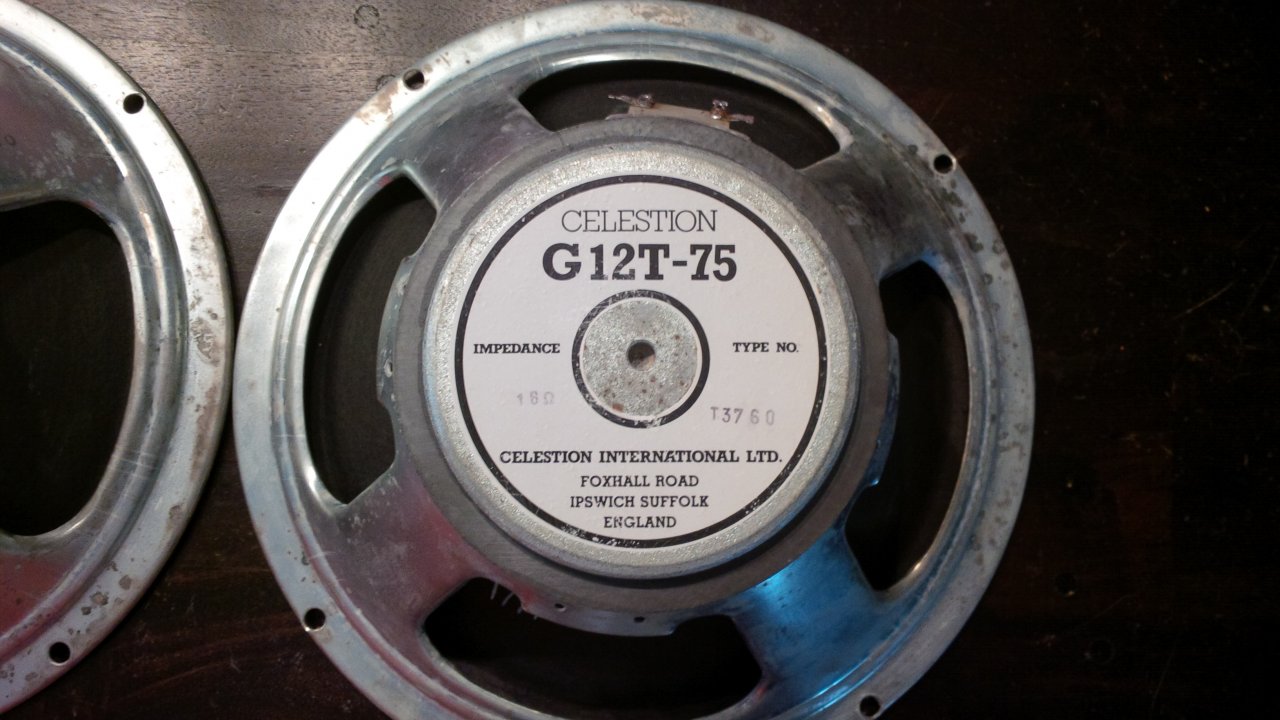 CELESTION
G12T-75
IMPEDANCE TYPE NO.
16Ω T3760
CELESTION INTERNATIONAL LTD.
FOXHALL ROAD
IPSWICH SUFFOLK
ENGLAND